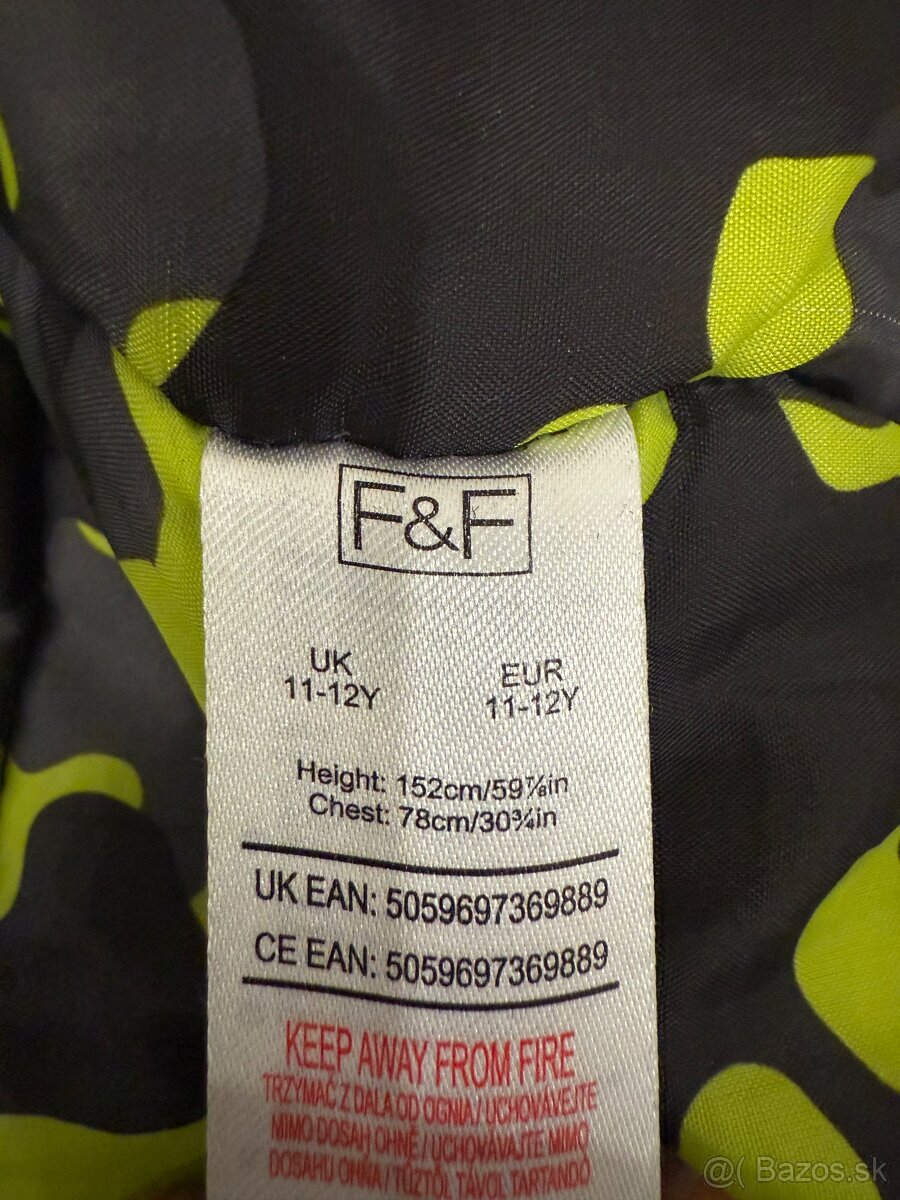 F&F
UK
11-12Y
EUR
11-12Y
Height: 152cm/59⅞in
Chest: 78cm/30¾in
UK EAN: 5059697369889
CE EAN: 5059697369889
KEEP AWAY FROM FIRE
TRZYMAĆ Z DALA OD OGNIA/ UCHOVÁVEJTE
MIMO DOSAH OHNĚ / UCHOVÁVAJTE MIMO
DOSAHU OHŇA / TŰZTŐL TÁVOL TARTANDÓ
@( Bazos.sk